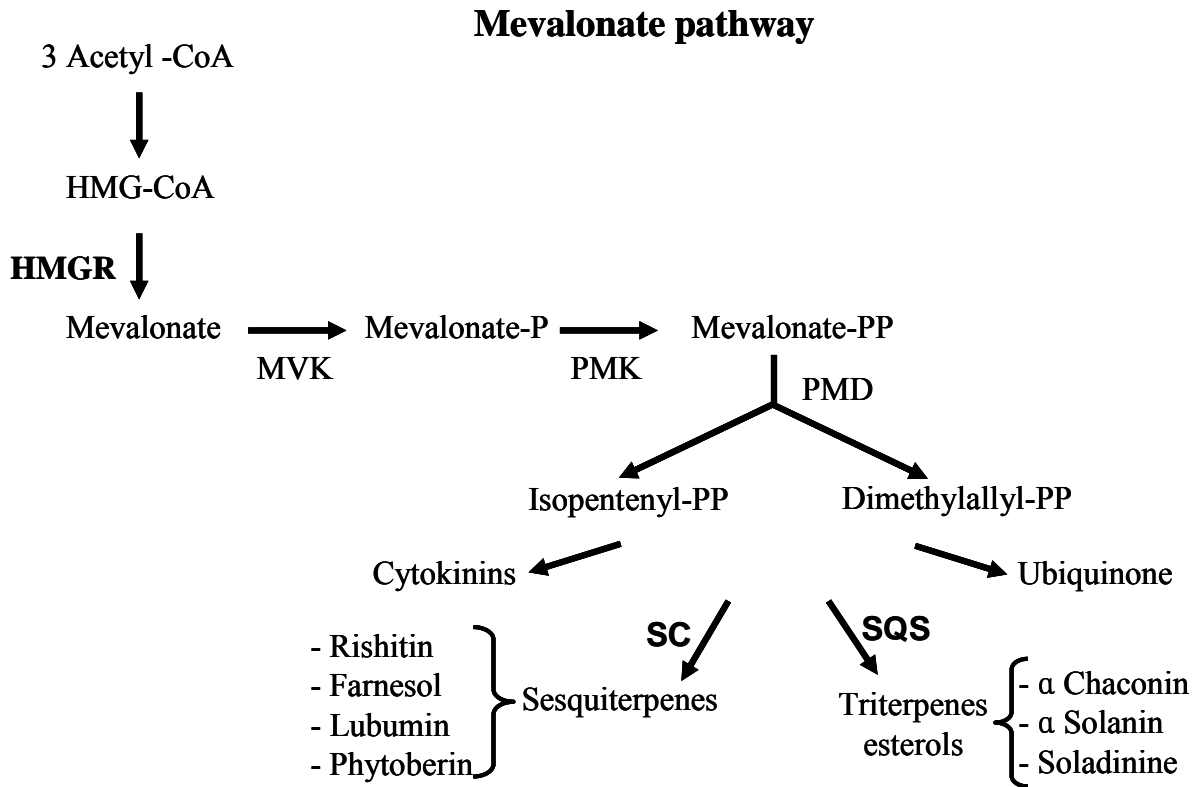 Mevalonate pathway
3 Acetyl -CoA
HMG-CoA
HMGR
Mevalonate
MVK
Mevalonate-P
PMK
Mevalonate-PP
PMD
Isopentenyl-PP
Dimethylallyl-PP
Cytokinins
Ubiquinone
SC
SQS
- Rishitin
- Farnesol
- Lubumin
- Phytoberin
Sesquiterpenes
Triterpenes
esterols
- α Chaconin
- α Solanin
- Soladinine